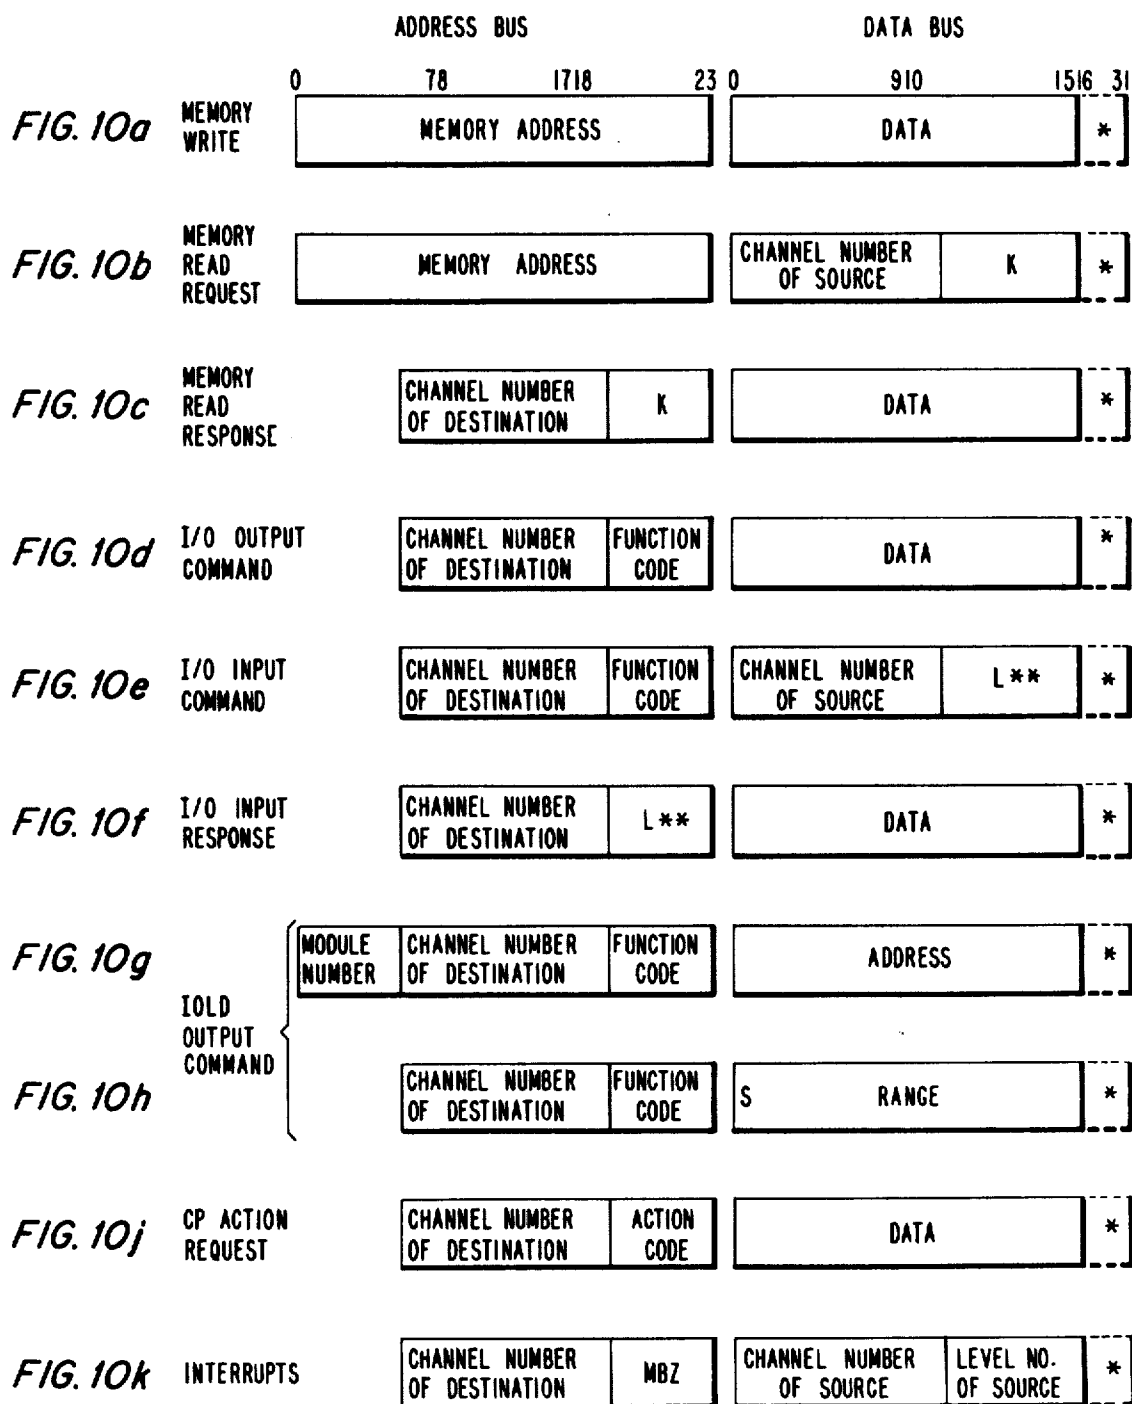 ADDRESS BUS DATA BUS
0 78 1718 23 0 910 1516 31
FIG. 10a MEMORY WRITE MEMORY ADDRESS DATA *
FIG. 10b MEMORY READ REQUEST MEMORY ADDRESS CHANNEL NUMBER OF SOURCE K *
FIG. 10c MEMORY READ RESPONSE CHANNEL NUMBER OF DESTINATION K DATA *
FIG. 10d I/O OUTPUT COMMAND CHANNEL NUMBER OF DESTINATION FUNCTION CODE DATA *
FIG. 10e I/O INPUT COMMAND CHANNEL NUMBER OF DESTINATION FUNCTION CODE CHANNEL NUMBER OF SOURCE L** *
FIG. 10f I/O INPUT RESPONSE CHANNEL NUMBER OF DESTINATION L** DATA *
FIG. 10g MODULE NUMBER CHANNEL NUMBER OF DESTINATION FUNCTION CODE ADDRESS *
IOLD OUTPUT COMMAND
FIG. 10h CHANNEL NUMBER OF DESTINATION FUNCTION CODE S RANGE *
FIG. 10j CP ACTION REQUEST CHANNEL NUMBER OF DESTINATION ACTION CODE DATA *
FIG. 10k INTERRUPTS CHANNEL NUMBER OF DESTINATION MBZ CHANNEL NUMBER OF SOURCE LEVEL NO. OF SOURCE *